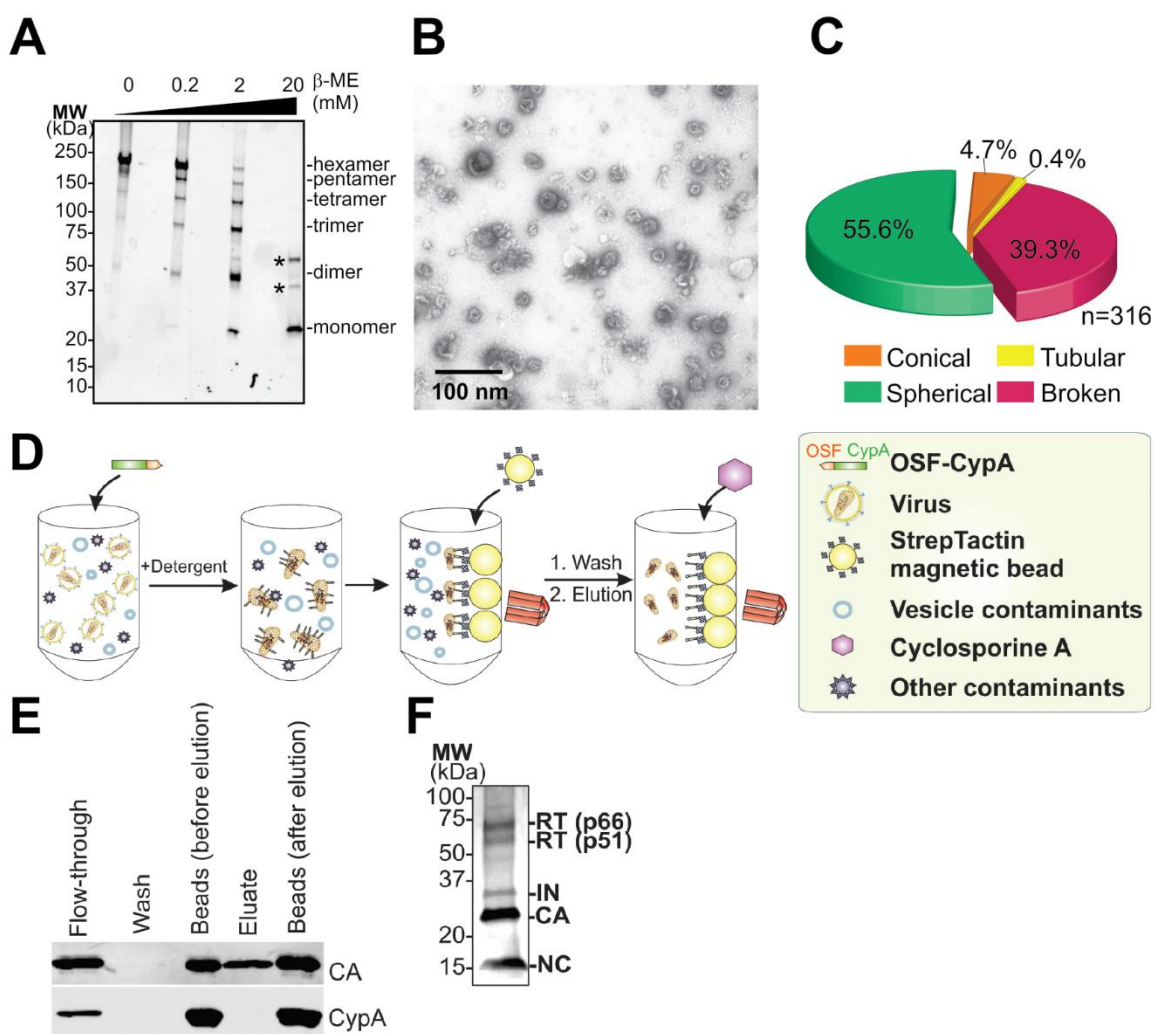 A
0 0.2 2 20 β-ME
(mM)
MW
(kDa)
250
150
100
75
50
37
25
20
15
10
-hexamer
-pentamer
-tetramer
-trimer
*
-dimer
*
-monomer
B
100 nm
C
4.7%
0.4%
55.6%
39.3%
n=316
Conical
Tubular
Spherical
Broken
D
+Detergent
1. Wash
2. Elution
OSF CypA
OSF-CypA
Virus
StrepTactin
magnetic bead
Vesicle contaminants
Cyclosporine A
Other contaminants
E
Flow-through
Wash
Beads (before elution)
Eluate
Beads (after elution)
CA
CypA
F
MW
(kDa)
100
75
50
37
20
15
-RT (p66)
-RT (p51)
-IN
-CA
-NC